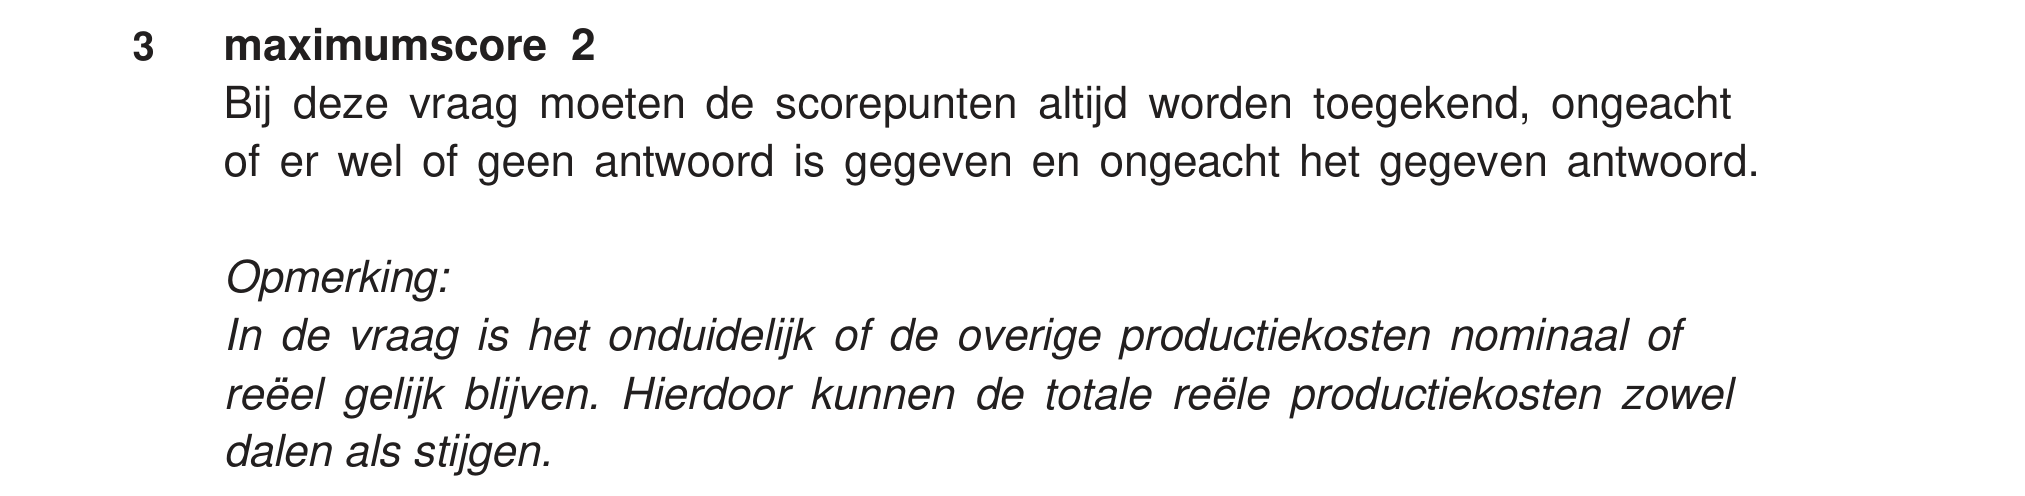 3 maximumscore 2
Bij deze vraag moeten de scorepunten altijd worden toegekend, ongeacht
of er wel of geen antwoord is gegeven en ongeacht het gegeven antwoord.
Opmerking:
In de vraag is het onduidelijk of de overige productiekosten nominaal of
reëel gelijk blijven. Hierdoor kunnen de totale reële productiekosten zowel
dalen als stijgen.